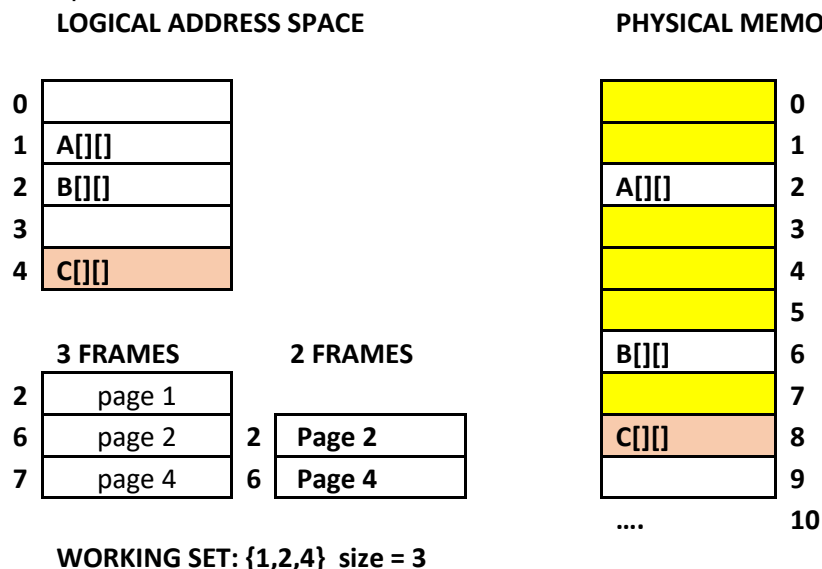 LOGICAL ADDRESS SPACE PHYSICAL MEMO
0 0
1 A[][] 1
2 B[][] A[][] 2
3 3
4 C[][] 4
5
3 FRAMES 2 FRAMES B[][] 6
2 page 1 7
6 page 2 2 Page 2 C[][] 8
7 page 4 6 Page 4 9
.... 10
WORKING SET: {1,2,4} size = 3